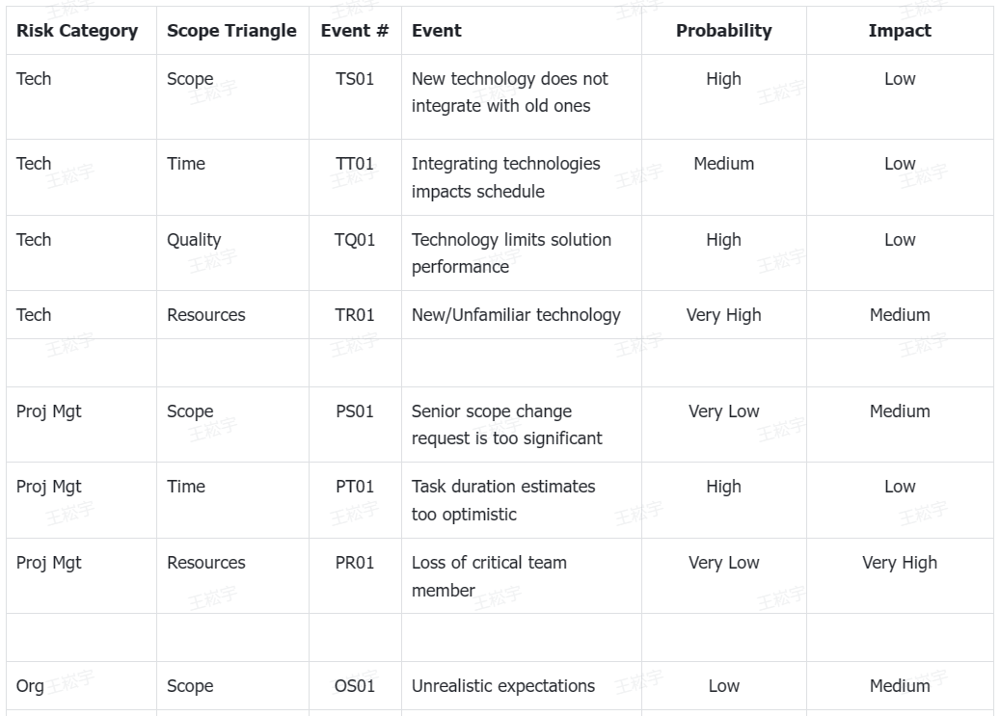 Risk Category Scope Triangle Event # Event Probability Impact
Tech Scope TS01 New technology does not High Low
integrate with old ones
Tech Time TT01 Integrating technologies Medium Low
impacts schedule
Tech Quality TQ01 Technology limits solution High Low
performance
Tech Resources TR01 New/Unfamiliar technology Very High Medium
Proj Mgt Scope PS01 Senior scope change Very Low Medium
request is too significant
Proj Mgt Time PT01 Task duration estimates High Low
too optimistic
Proj Mgt Resources PR01 Loss of critical team Very Low Very High
member
Org Scope OS01 Unrealistic expectations Low Medium
王崧宇